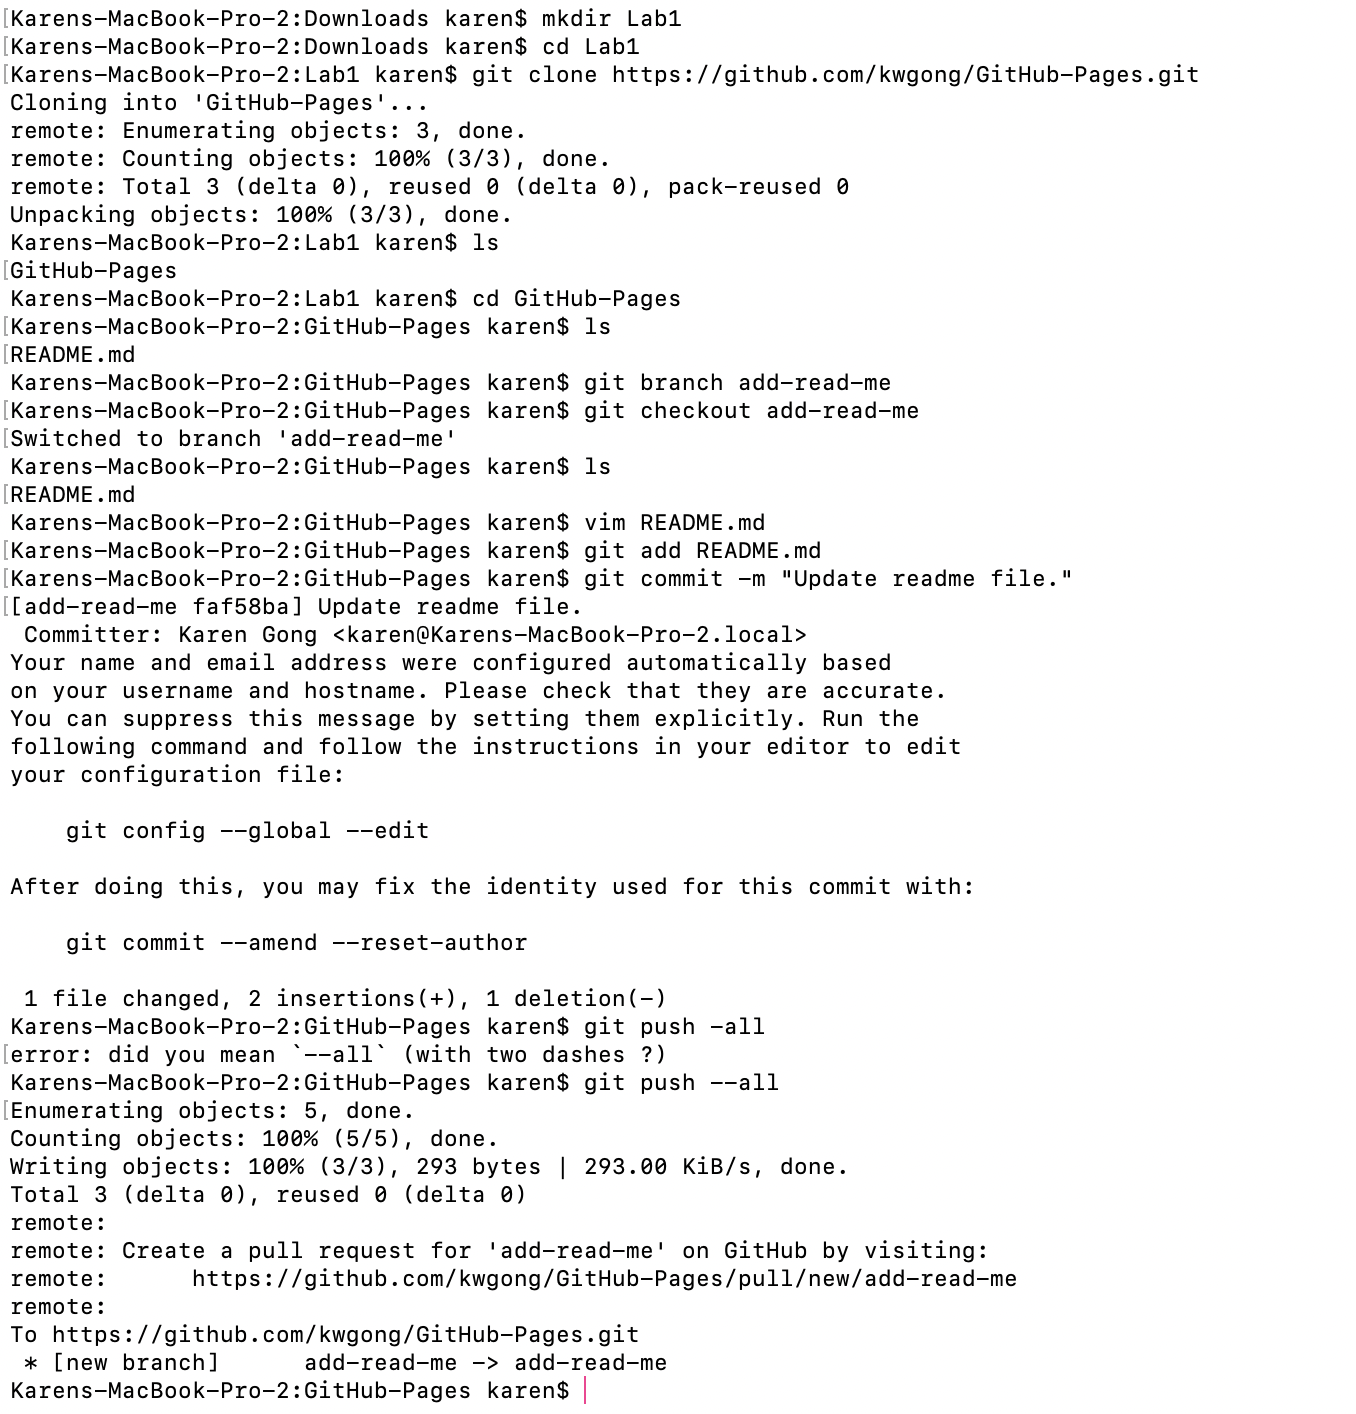 [Karens-MacBook-Pro-2:Downloads karen$ mkdir Lab1
[Karens-MacBook-Pro-2:Downloads karen$ cd Lab1
[Karens-MacBook-Pro-2:Lab1 karen$ git clone https://github.com/kwgong/GitHub-Pages.git
Cloning into 'GitHub-Pages'...
remote: Enumerating objects: 3, done.
remote: Counting objects: 100% (3/3), done.
remote: Total 3 (delta 0), reused 0 (delta 0), pack-reused 0
Unpacking objects: 100% (3/3), done.
Karens-MacBook-Pro-2:Lab1 karen$ ls
[GitHub-Pages
Karens-MacBook-Pro-2:Lab1 karen$ cd GitHub-Pages
[Karens-MacBook-Pro-2:GitHub-Pages karen$ ls
[README.md
Karens-MacBook-Pro-2:GitHub-Pages karen$ git branch add-read-me
[Karens-MacBook-Pro-2:GitHub-Pages karen$ git checkout add-read-me
[Switched to branch 'add-read-me'
Karens-MacBook-Pro-2:GitHub-Pages karen$ ls
[README.md
Karens-MacBook-Pro-2:GitHub-Pages karen$ vim README.md
[Karens-MacBook-Pro-2:GitHub-Pages karen$ git add README.md
[Karens-MacBook-Pro-2:GitHub-Pages karen$ git commit -m "Update readme file."
[[add-read-me faf58ba] Update readme file.
Committer: Karen Gong <karen@Karens-MacBook-Pro-2.local>
Your name and email address were configured automatically based
on your username and hostname. Please check that they are accurate.
You can suppress this message by setting them explicitly. Run the
following command and follow the instructions in your editor to edit
your configuration file:
git config --global --edit
After doing this, you may fix the identity used for this commit with:
git commit --amend --reset-author
1 file changed, 2 insertions(+), 1 deletion(-)
Karens-MacBook-Pro-2:GitHub-Pages karen$ git push -all
[error: did you mean `--all` (with two dashes ?)
Karens-MacBook-Pro-2:GitHub-Pages karen$ git push --all
[Enumerating objects: 5, done.
Counting objects: 100% (5/5), done.
Writing objects: 100% (3/3), 293 bytes | 293.00 KiB/s, done.
Total 3 (delta 0), reused 0 (delta 0)
remote:
remote: Create a pull request for 'add-read-me' on GitHub by visiting:
remote:      https://github.com/kwgong/GitHub-Pages/pull/new/add-read-me
remote:
To https://github.com/kwgong/GitHub-Pages.git
* [new branch]      add-read-me -> add-read-me
Karens-MacBook-Pro-2:GitHub-Pages karen$